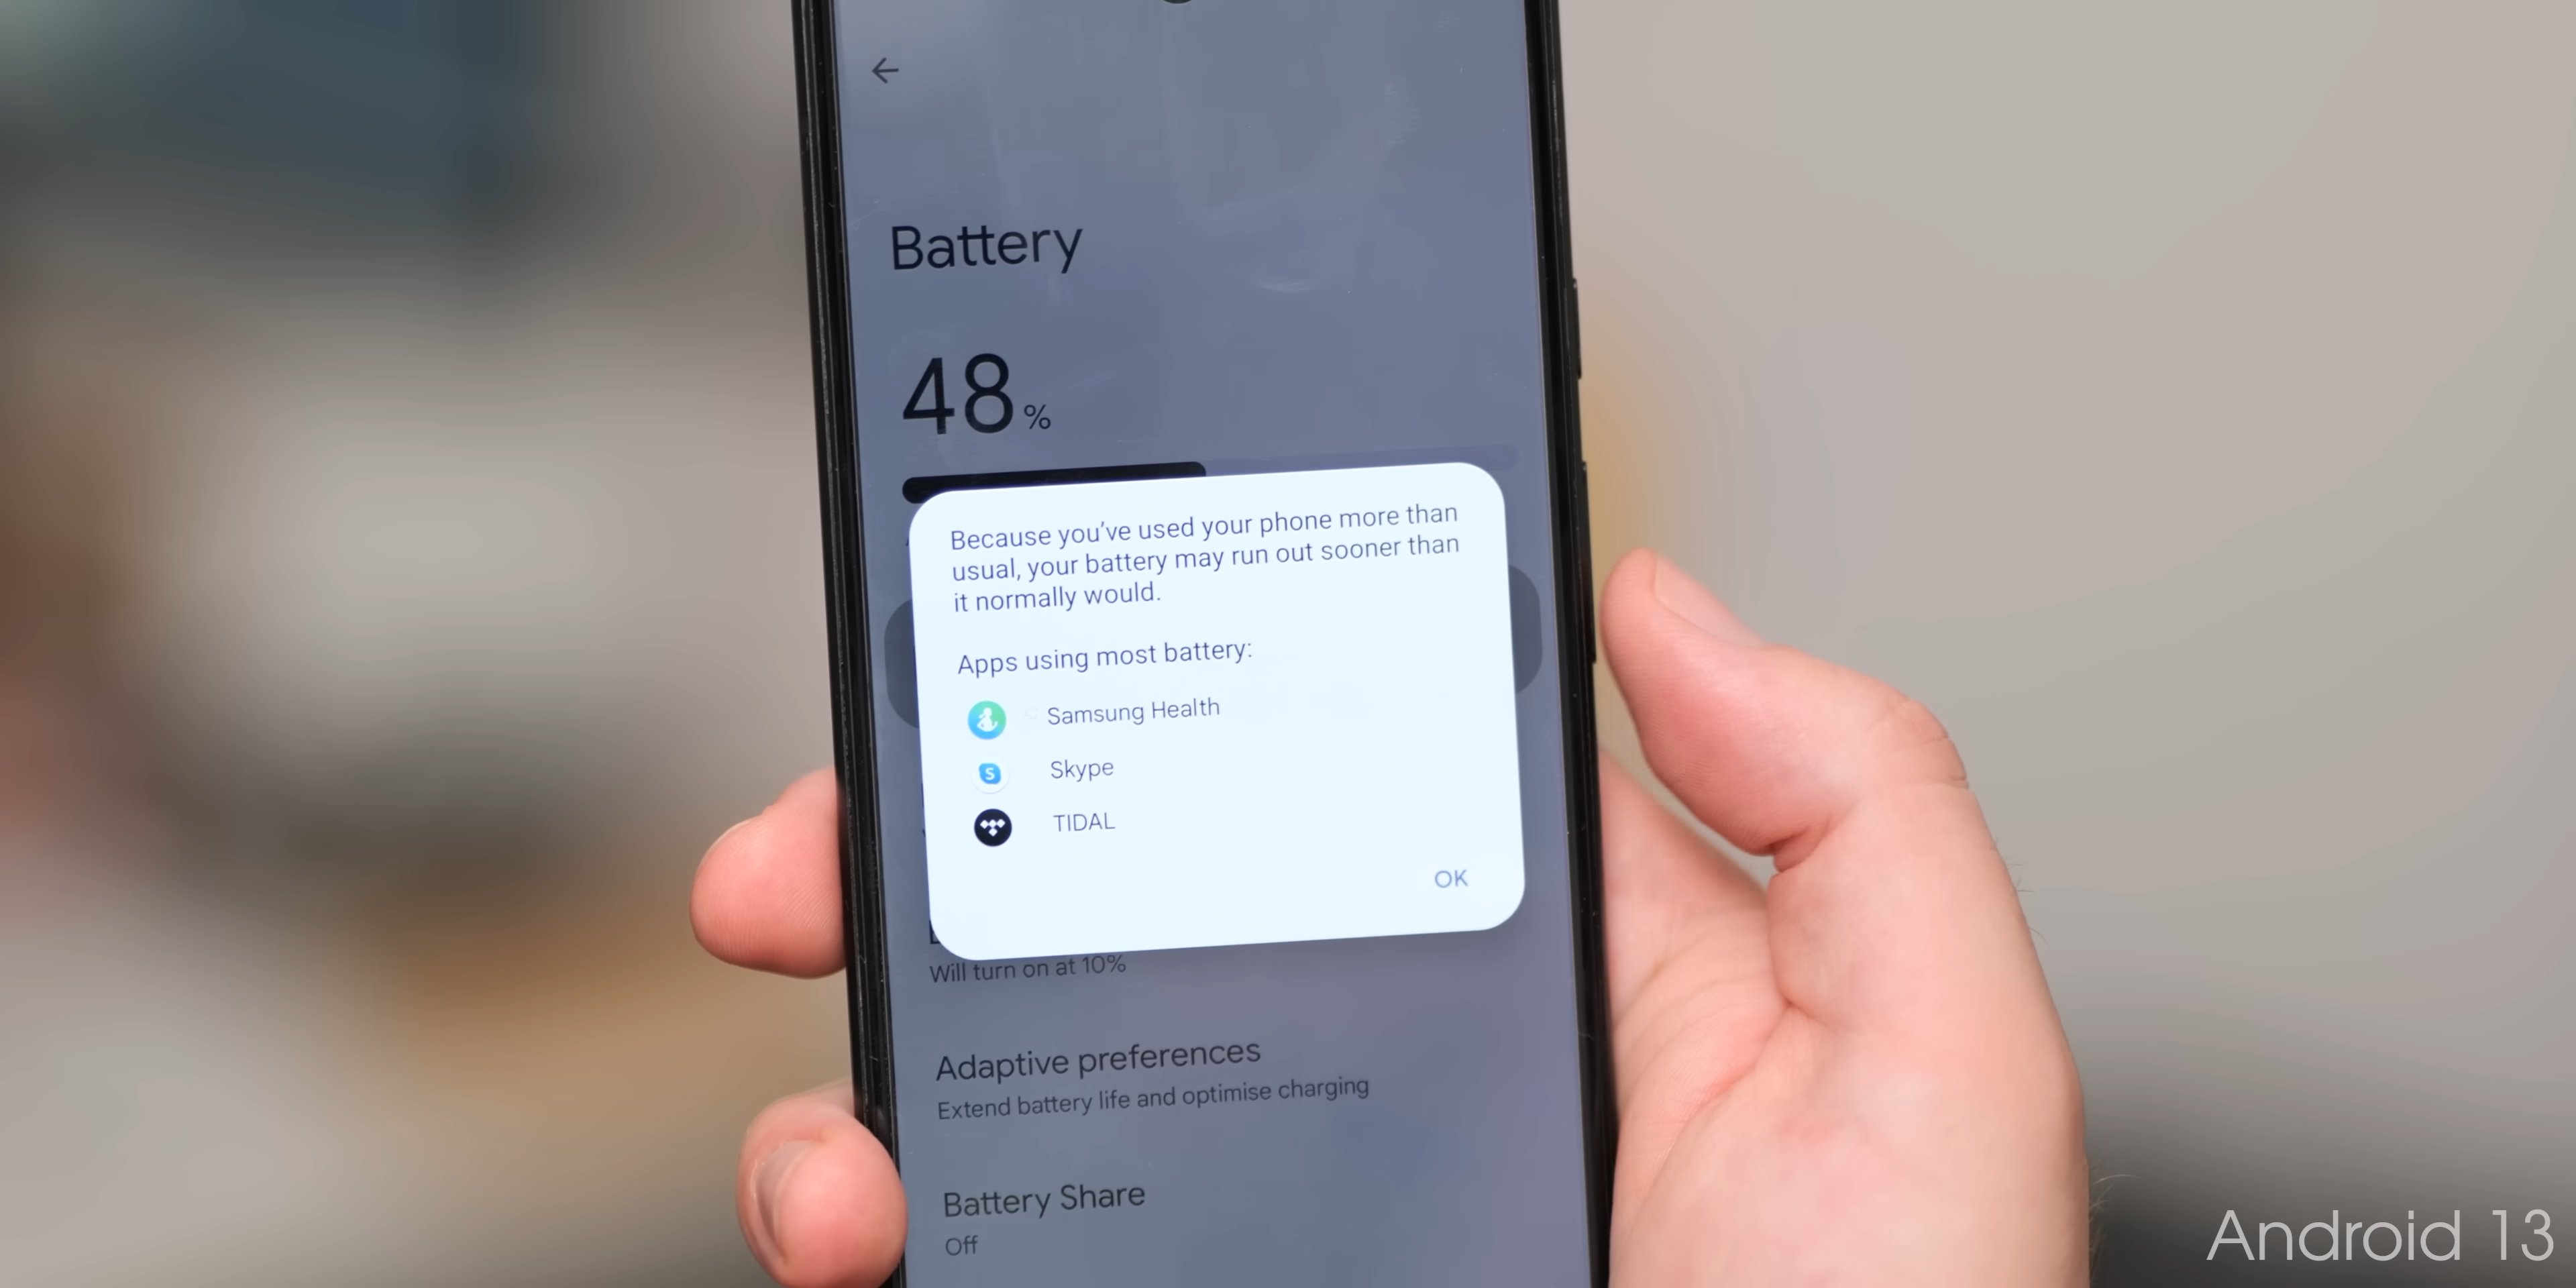 Battery
48%
Because you've used your phone more than
usual, your battery may run out sooner than
it normally would.
Apps using most battery:
Samsung Health
S
Skype
TIDAL
OK
Will turn on at 10%
Adaptive preferences
Extend battery life and optimise charging
Battery Share
Off
Android 13